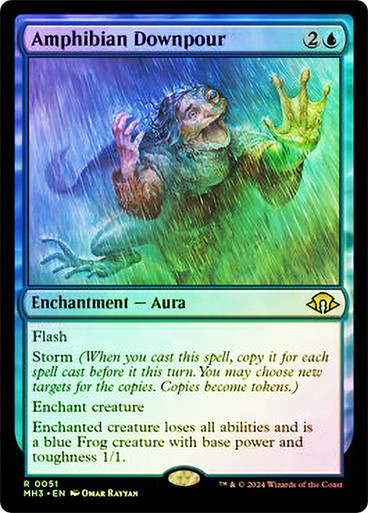 Amphibian Downpour 2
Enchantment — Aura
Flash
Storm (When you cast this spell, copy it for each
spell cast before it this turn. You may choose new
targets for the copies. Copies become tokens.)
Enchant creature
Enchanted creature loses all abilities and is
a blue Frog creature with base power and
toughness 1/1.
R 0051
MH3 • EN Omar Rayyan
™ & © 2024 Wizards of the Coast